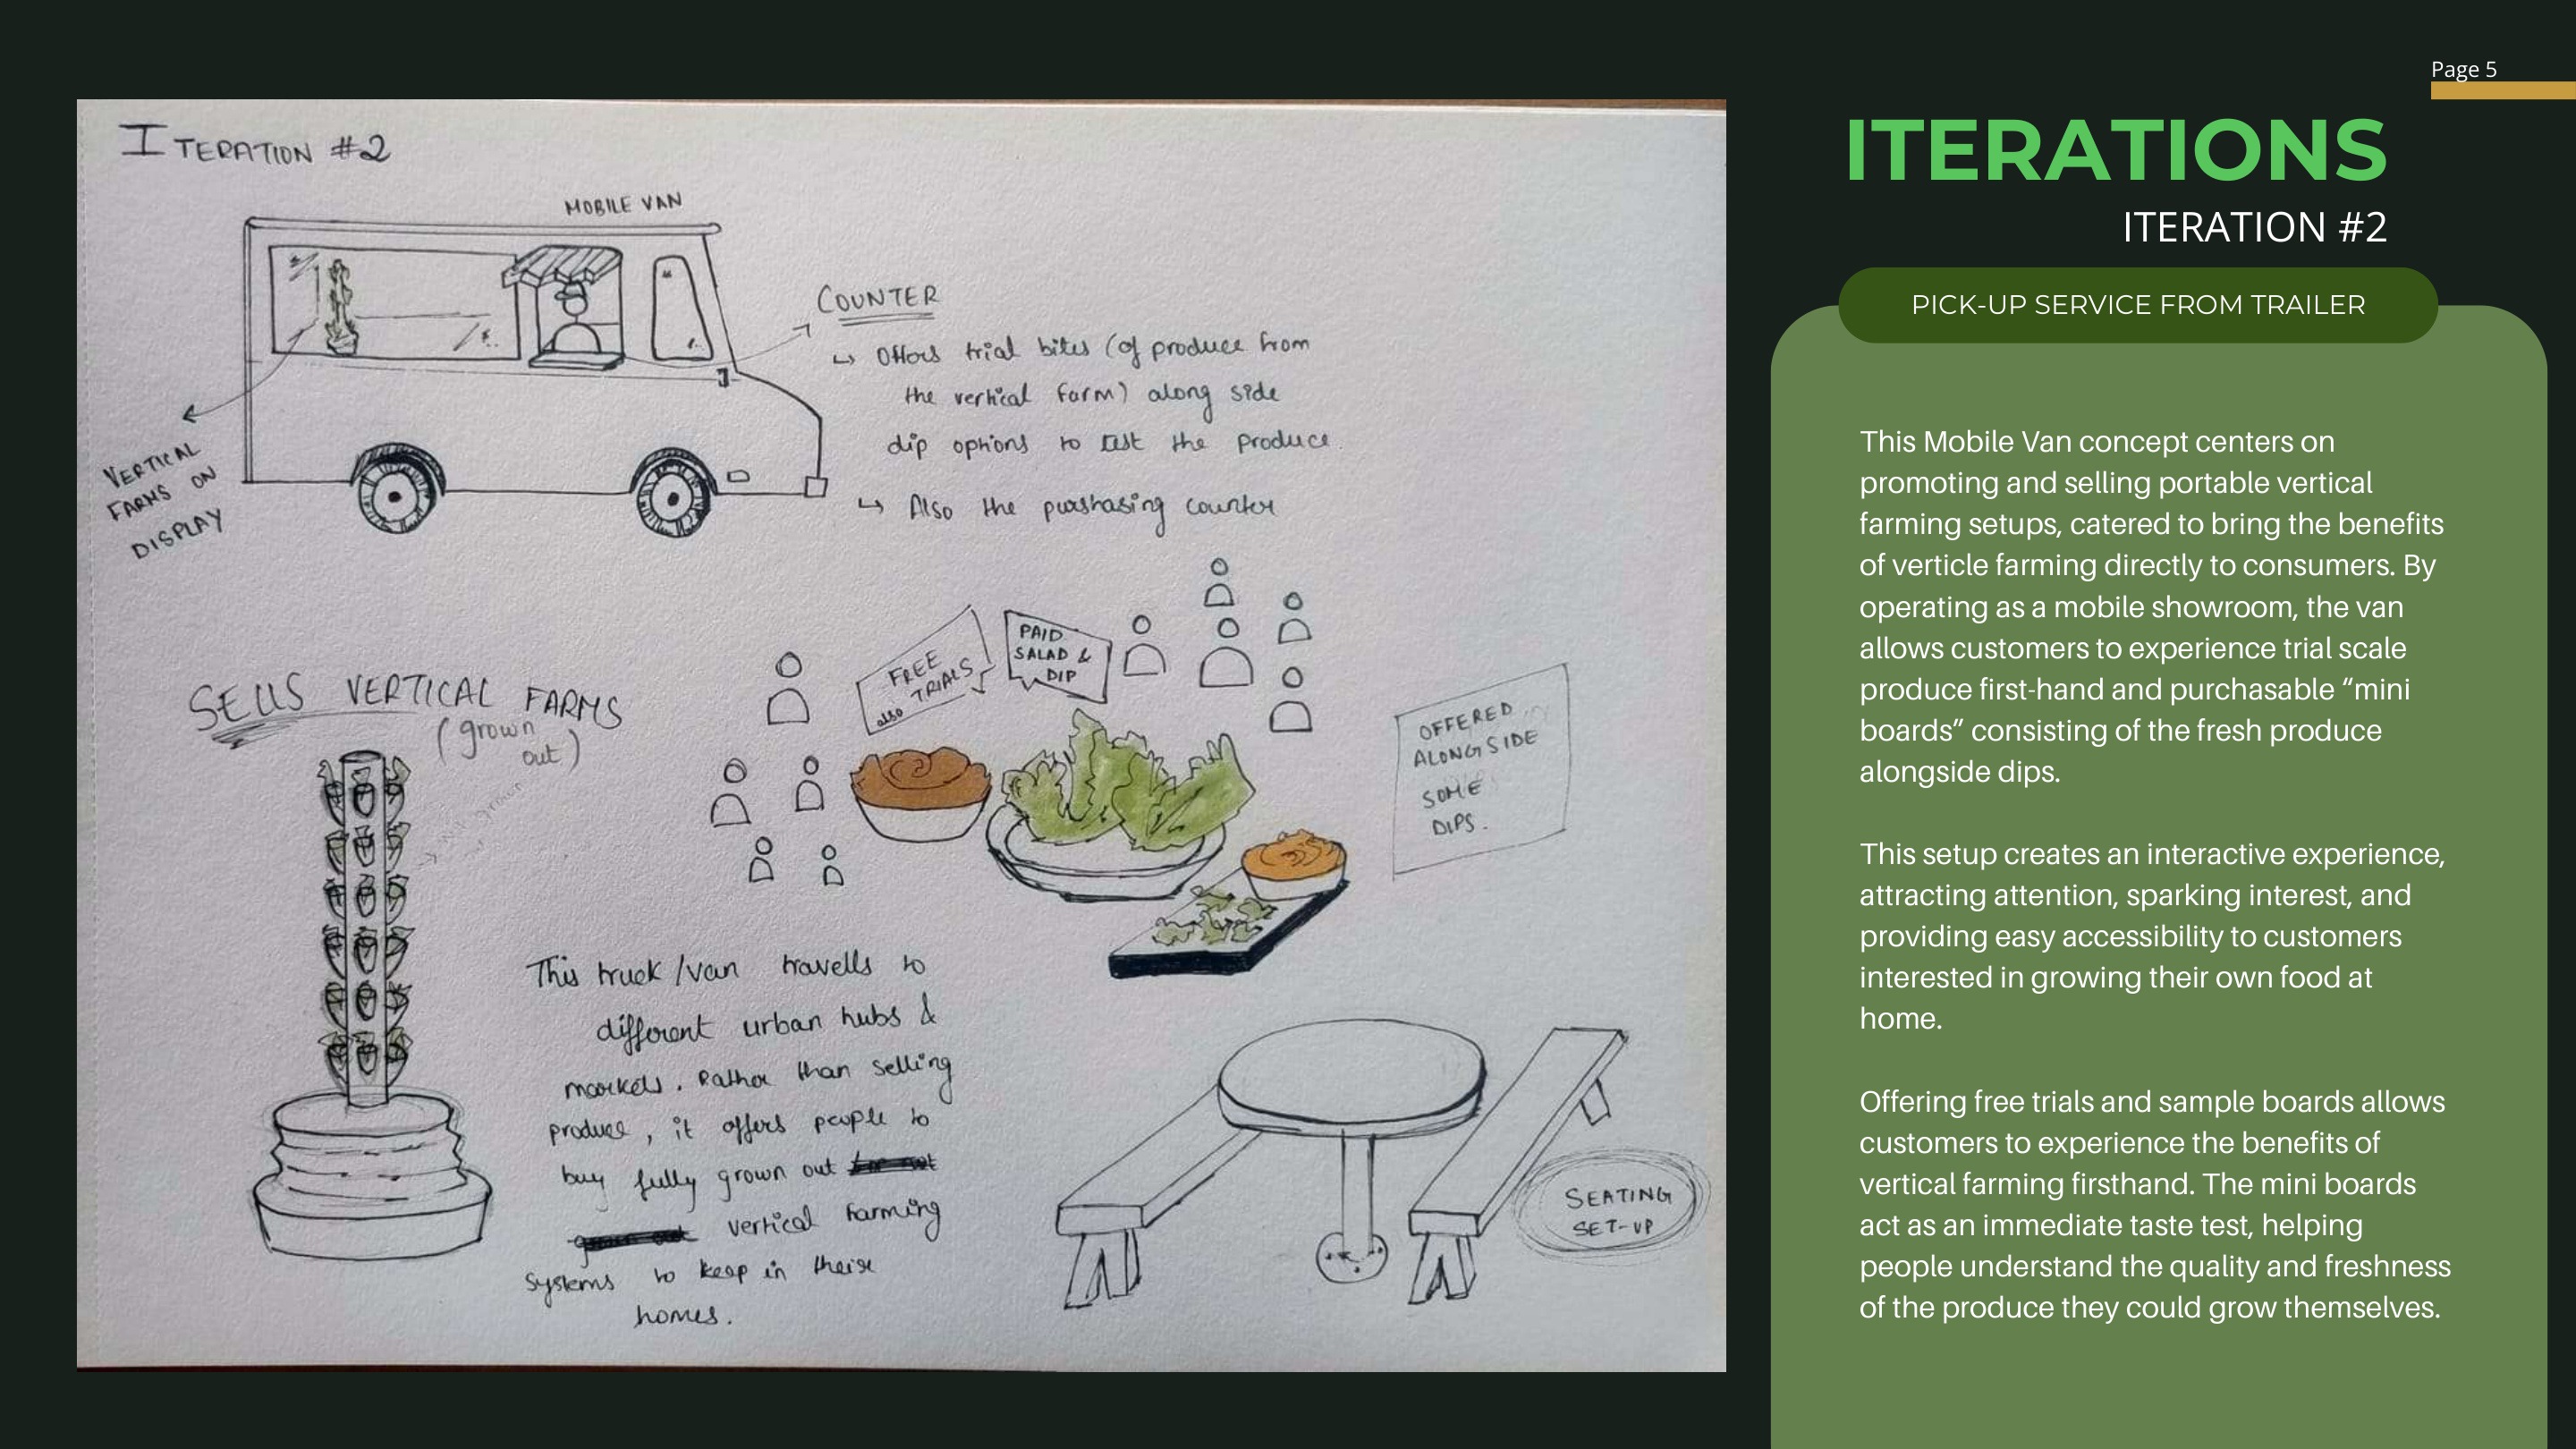 Page 5
ITERATIONS
ITERATION #2
PICK-UP SERVICE FROM TRAILER
This Mobile Van concept centers on
promoting and selling portable vertical
farming setups, catered to bring the benefits
of verticle farming directly to consumers. By
operating as a mobile showroom, the van
allows customers to experience trial scale
produce first-hand and purchasable “mini
boards” consisting of the fresh produce
alongside dips.
This setup creates an interactive experience,
attracting attention, sparking interest, and
providing easy accessibility to customers
interested in growing their own food at
home.
Offering free trials and sample boards allows
customers to experience the benefits of
vertical farming firsthand. The mini boards
act as an immediate taste test, helping
people understand the quality and freshness
of the produce they could grow themselves.
ITERATION #2
MOBILE VAN
COUNTER
↳ Offers trial bites (of produce from
the vertical farm) along side
dip options to test the produce.
↳ Also the purshasing counter
VERTICAL
FARMS ON
DISPLAY
SELLS VERTICAL FARMS
(grown
out)
FREE
TRIALS
also
PAID
SALAD &
DIP
OFFERED
ALONGSIDE
SOME
DIPS.
This truck/van travells to
different urban hubs &
markets. Rather than selling
produce, it offers people to
buy fully grown out
vertical farming
systems to keep in their
homes.
SEATING
SET-UP